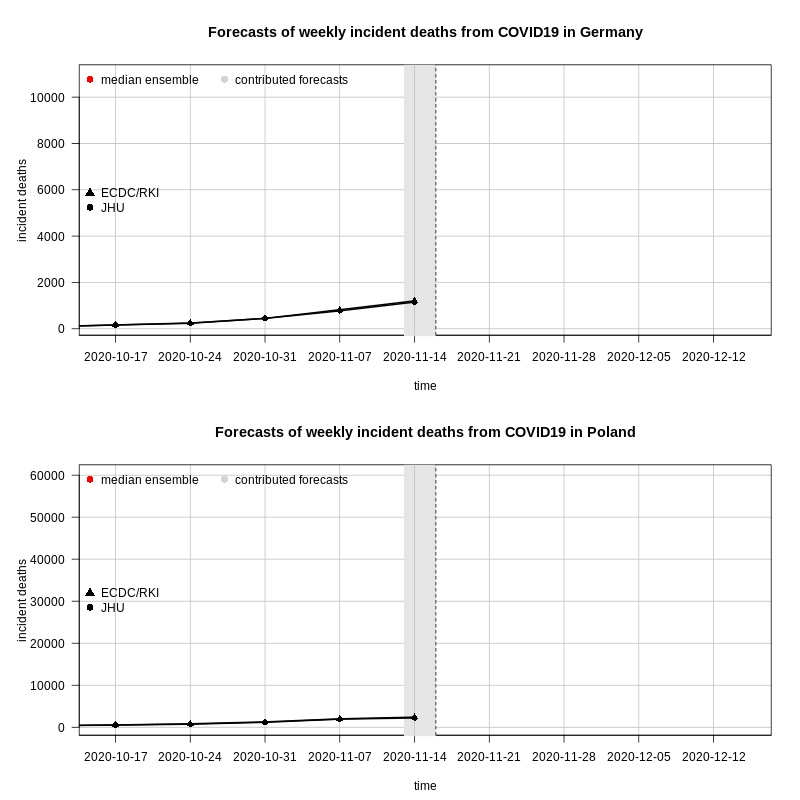 Forecasts of weekly incident deaths from COVID19 in Germany
median ensemble contributed forecasts
10000
8000
6000
4000
2000
0
incident deaths
ECDC/RKI
JHU
2020-10-17 2020-10-24 2020-10-31 2020-11-07 2020-11-14 2020-11-21 2020-11-28 2020-12-05 2020-12-12
time
Forecasts of weekly incident deaths from COVID19 in Poland
median ensemble contributed forecasts
60000
50000
40000
30000
20000
10000
0
incident deaths
ECDC/RKI
JHU
2020-10-17 2020-10-24 2020-10-31 2020-11-07 2020-11-14 2020-11-21 2020-11-28 2020-12-05 2020-12-12
time